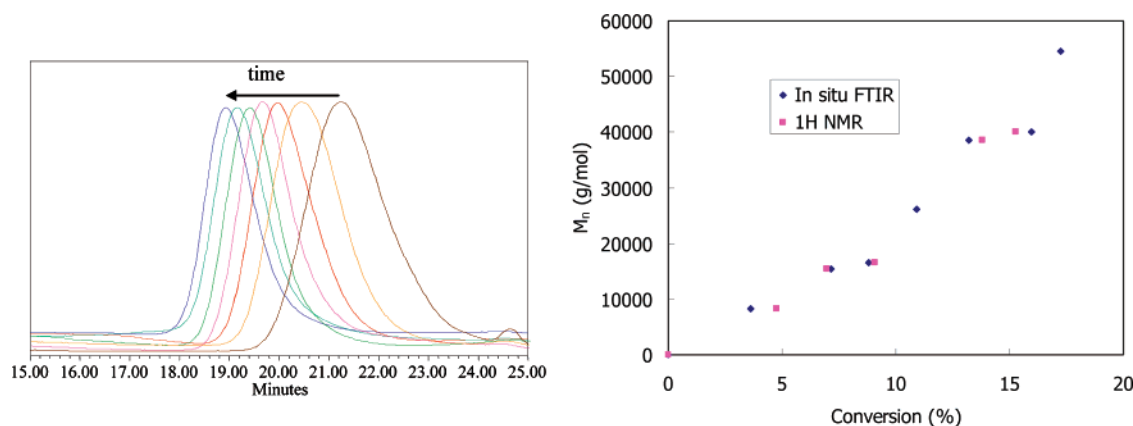 time
15.00 16.00 17.00 18.00 19.00 20.00 21.00 22.00 23.00 24.00 25.00
Minutes
60000
50000
40000
30000
20000
10000
0
Mn (g/mol)
In situ FTIR
1H NMR
0 5 10 15 20
Conversion (%)